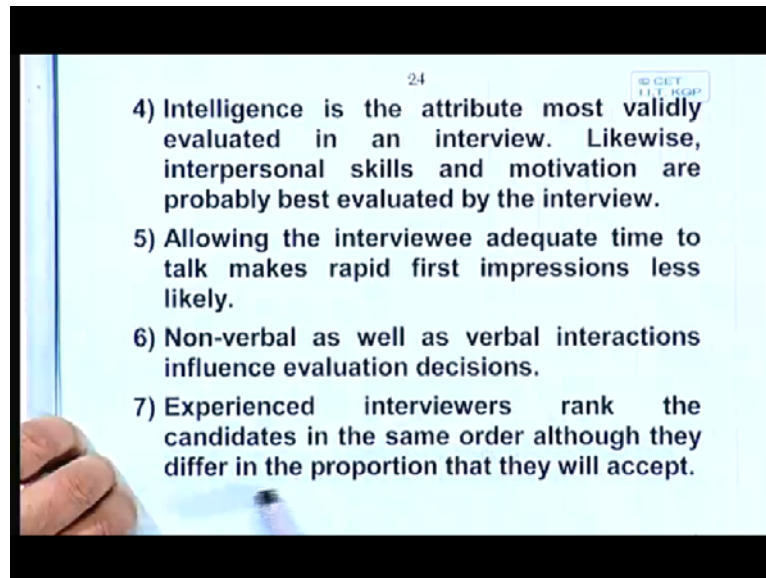 24
© CET
I.I.T. KGP
4) Intelligence is the attribute most validly
evaluated in an interview. Likewise,
interpersonal skills and motivation are
probably best evaluated by the interview.
5) Allowing the interviewee adequate time to
talk makes rapid first impressions less
likely.
6) Non-verbal as well as verbal interactions
influence evaluation decisions.
7) Experienced interviewers rank the
candidates in the same order although they
differ in the proportion that they will accept.